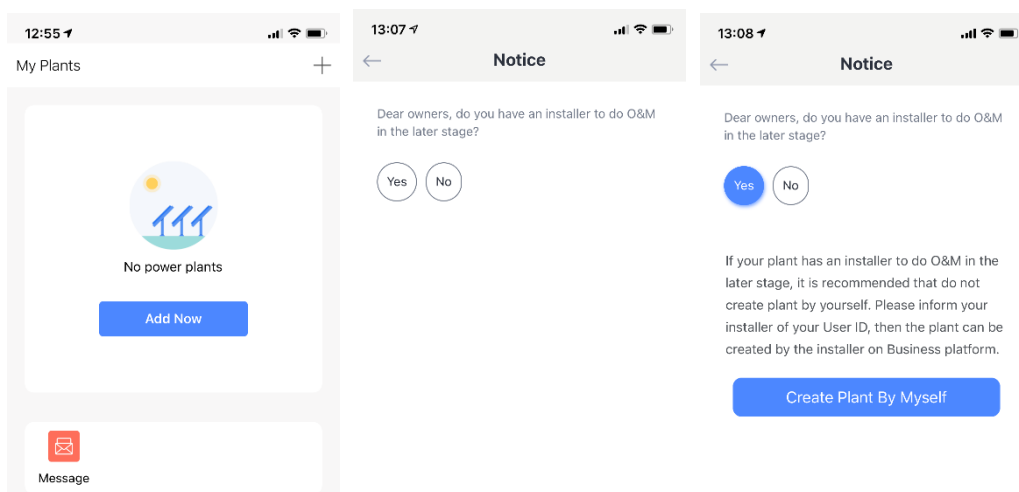 12:55
My Plants
No power plants
Add Now
Message
13:07
Notice
Dear owners, do you have an installer to do O&M
in the later stage?
Yes No
13:08
Notice
Dear owners, do you have an installer to do O&M
in the later stage?
Yes No
If your plant has an installer to do O&M in the
later stage, it is recommended that do not
create plant by yourself. Please inform your
installer of your User ID, then the plant can be
created by the installer on Business platform.
Create Plant By Myself